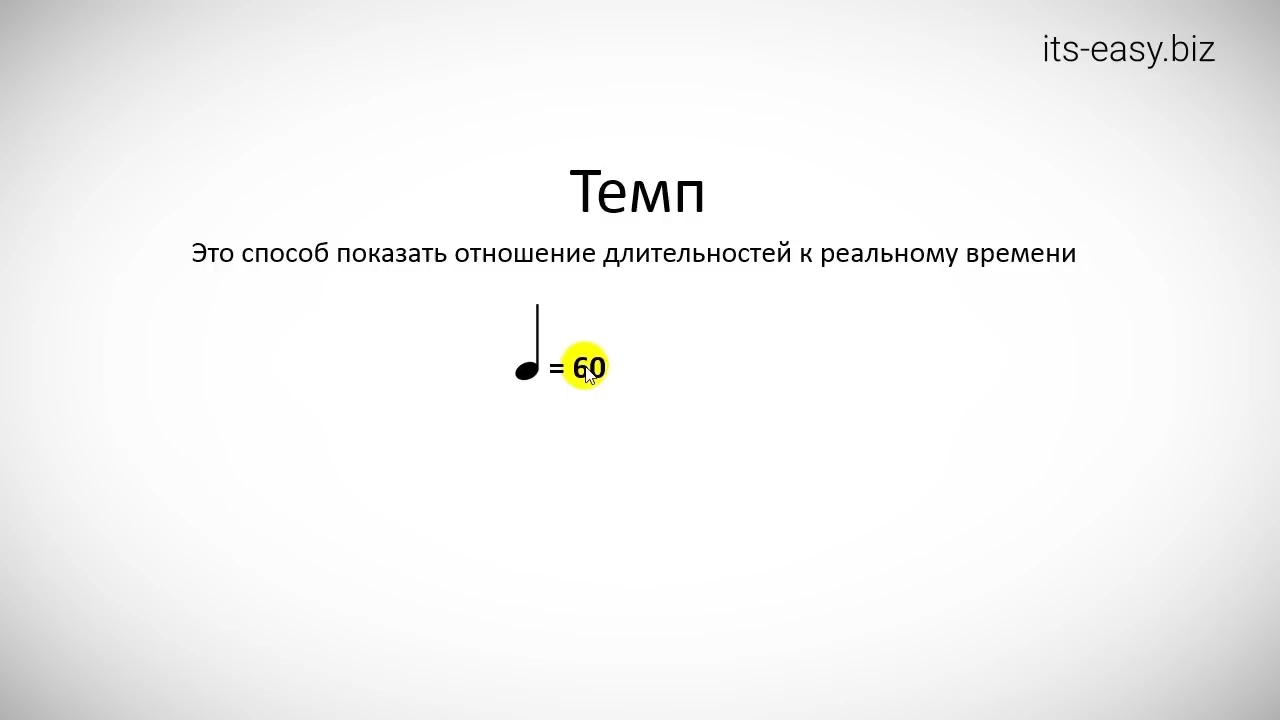 its-easy.biz
Темп
Это способ показать отношение длительностей к реальному времени
= 60